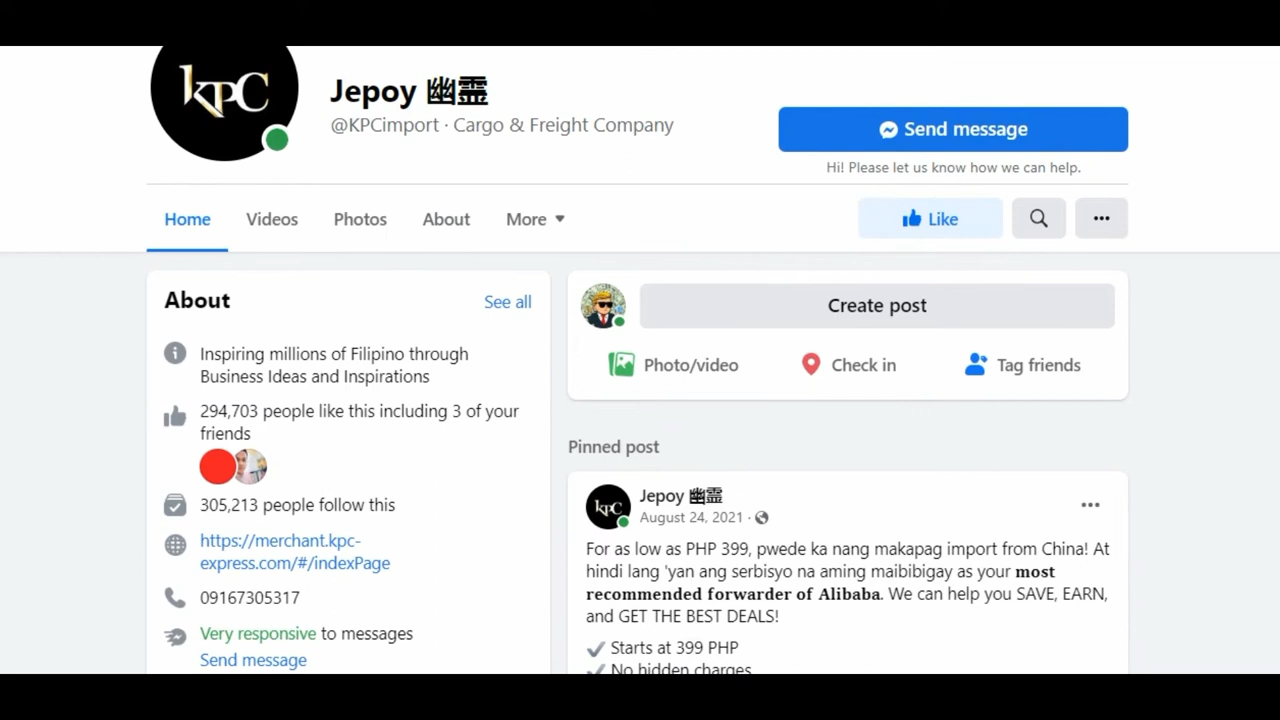 KPC
Jepoy 幽霊
@KPCimport · Cargo & Freight Company
Send message
Hi! Please let us know how we can help.
Home
Videos
Photos
About
More
Like
About
See all
Inspiring millions of Filipino through
Business Ideas and Inspirations
294,703 people like this including 3 of your
friends
305,213 people follow this
https://merchant.kpc-
express.com/#/indexPage
09167305317
Very responsive to messages
Send message
Create post
Photo/video
Check in
Tag friends
Pinned post
KPC
Jepoy 幽霊
August 24, 2021 ·
For as low as PHP 399, pwede ka nang makapag import from China! At
hindi lang 'yan ang serbisyo na aming maibibigay as your most
recommended forwarder of Alibaba. We can help you SAVE, EARN,
and GET THE BEST DEALS!
✔ Starts at 399 PHP
✔ No hidden charges